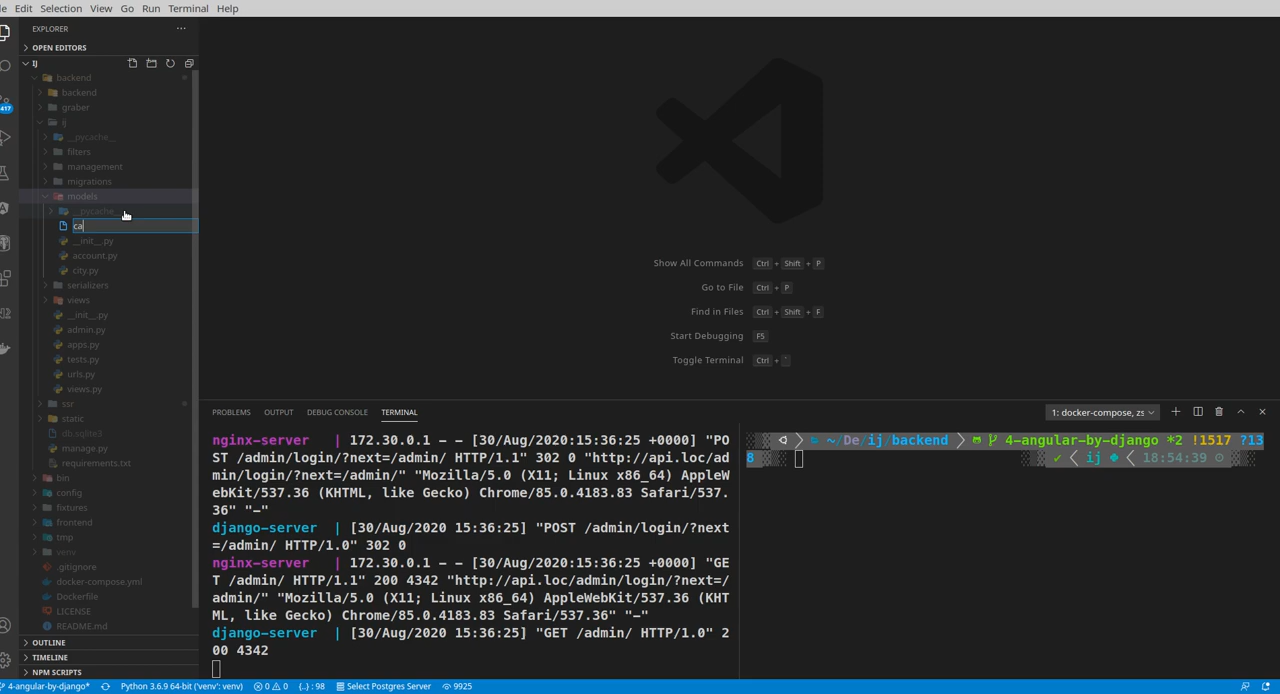 le Edit Selection View Go Run Terminal Help
EXPLORER
OPEN EDITORS
IJ
backend
backend
graber
ij
__pycache__
filters
management
migrations
models
__pycache__
ca
__init__.py
account.py
city.py
serializers
views
__init__.py
admin.py
apps.py
tests.py
urls.py
views.py
ssr
static
db.sqlite3
manage.py
requirements.txt
bin
config
fixtures
frontend
tmp
venv
.gitignore
docker-compose.yml
Dockerfile
LICENSE
README.md
OUTLINE
TIMELINE
NPM SCRIPTS
417
Show All Commands Ctrl + Shift + P
Go to File Ctrl + P
Find in Files Ctrl + Shift + F
Start Debugging F5
Toggle Terminal Ctrl + `
PROBLEMS OUTPUT DEBUG CONSOLE TERMINAL
1: docker-compose, zs
nginx-server | 172.30.0.1 - - [30/Aug/2020:15:36:25 +0000] "PO
ST /admin/login/?next=/admin/ HTTP/1.1" 302 0 "http://api.loc/ad
min/login/?next=/admin/" "Mozilla/5.0 (X11; Linux x86_64) AppleW
ebKit/537.36 (KHTML, like Gecko) Chrome/85.0.4183.83 Safari/537.
36" "-"
django-server | [30/Aug/2020 15:36:25] "POST /admin/login/?next
=/admin/ HTTP/1.0" 302 0
nginx-server | 172.30.0.1 - - [30/Aug/2020:15:36:25 +0000] "GE
T /admin/ HTTP/1.1" 200 4342 "http://api.loc/admin/login/?next=/
admin/" "Mozilla/5.0 (X11; Linux x86_64) AppleWebKit/537.36 (KHT
ML, like Gecko) Chrome/85.0.4183.83 Safari/537.36" "-"
django-server | [30/Aug/2020 15:36:25] "GET /admin/ HTTP/1.0" 2
00 4342
~/De/ij/backend 4-angular-by-django *2 !1517 ?13
8 ✔ ij 18:54:39
4-angular-by-django* Python 3.6.9 64-bit ('venv': venv) 0 0 {..} : 98 Select Postgres Server 9925